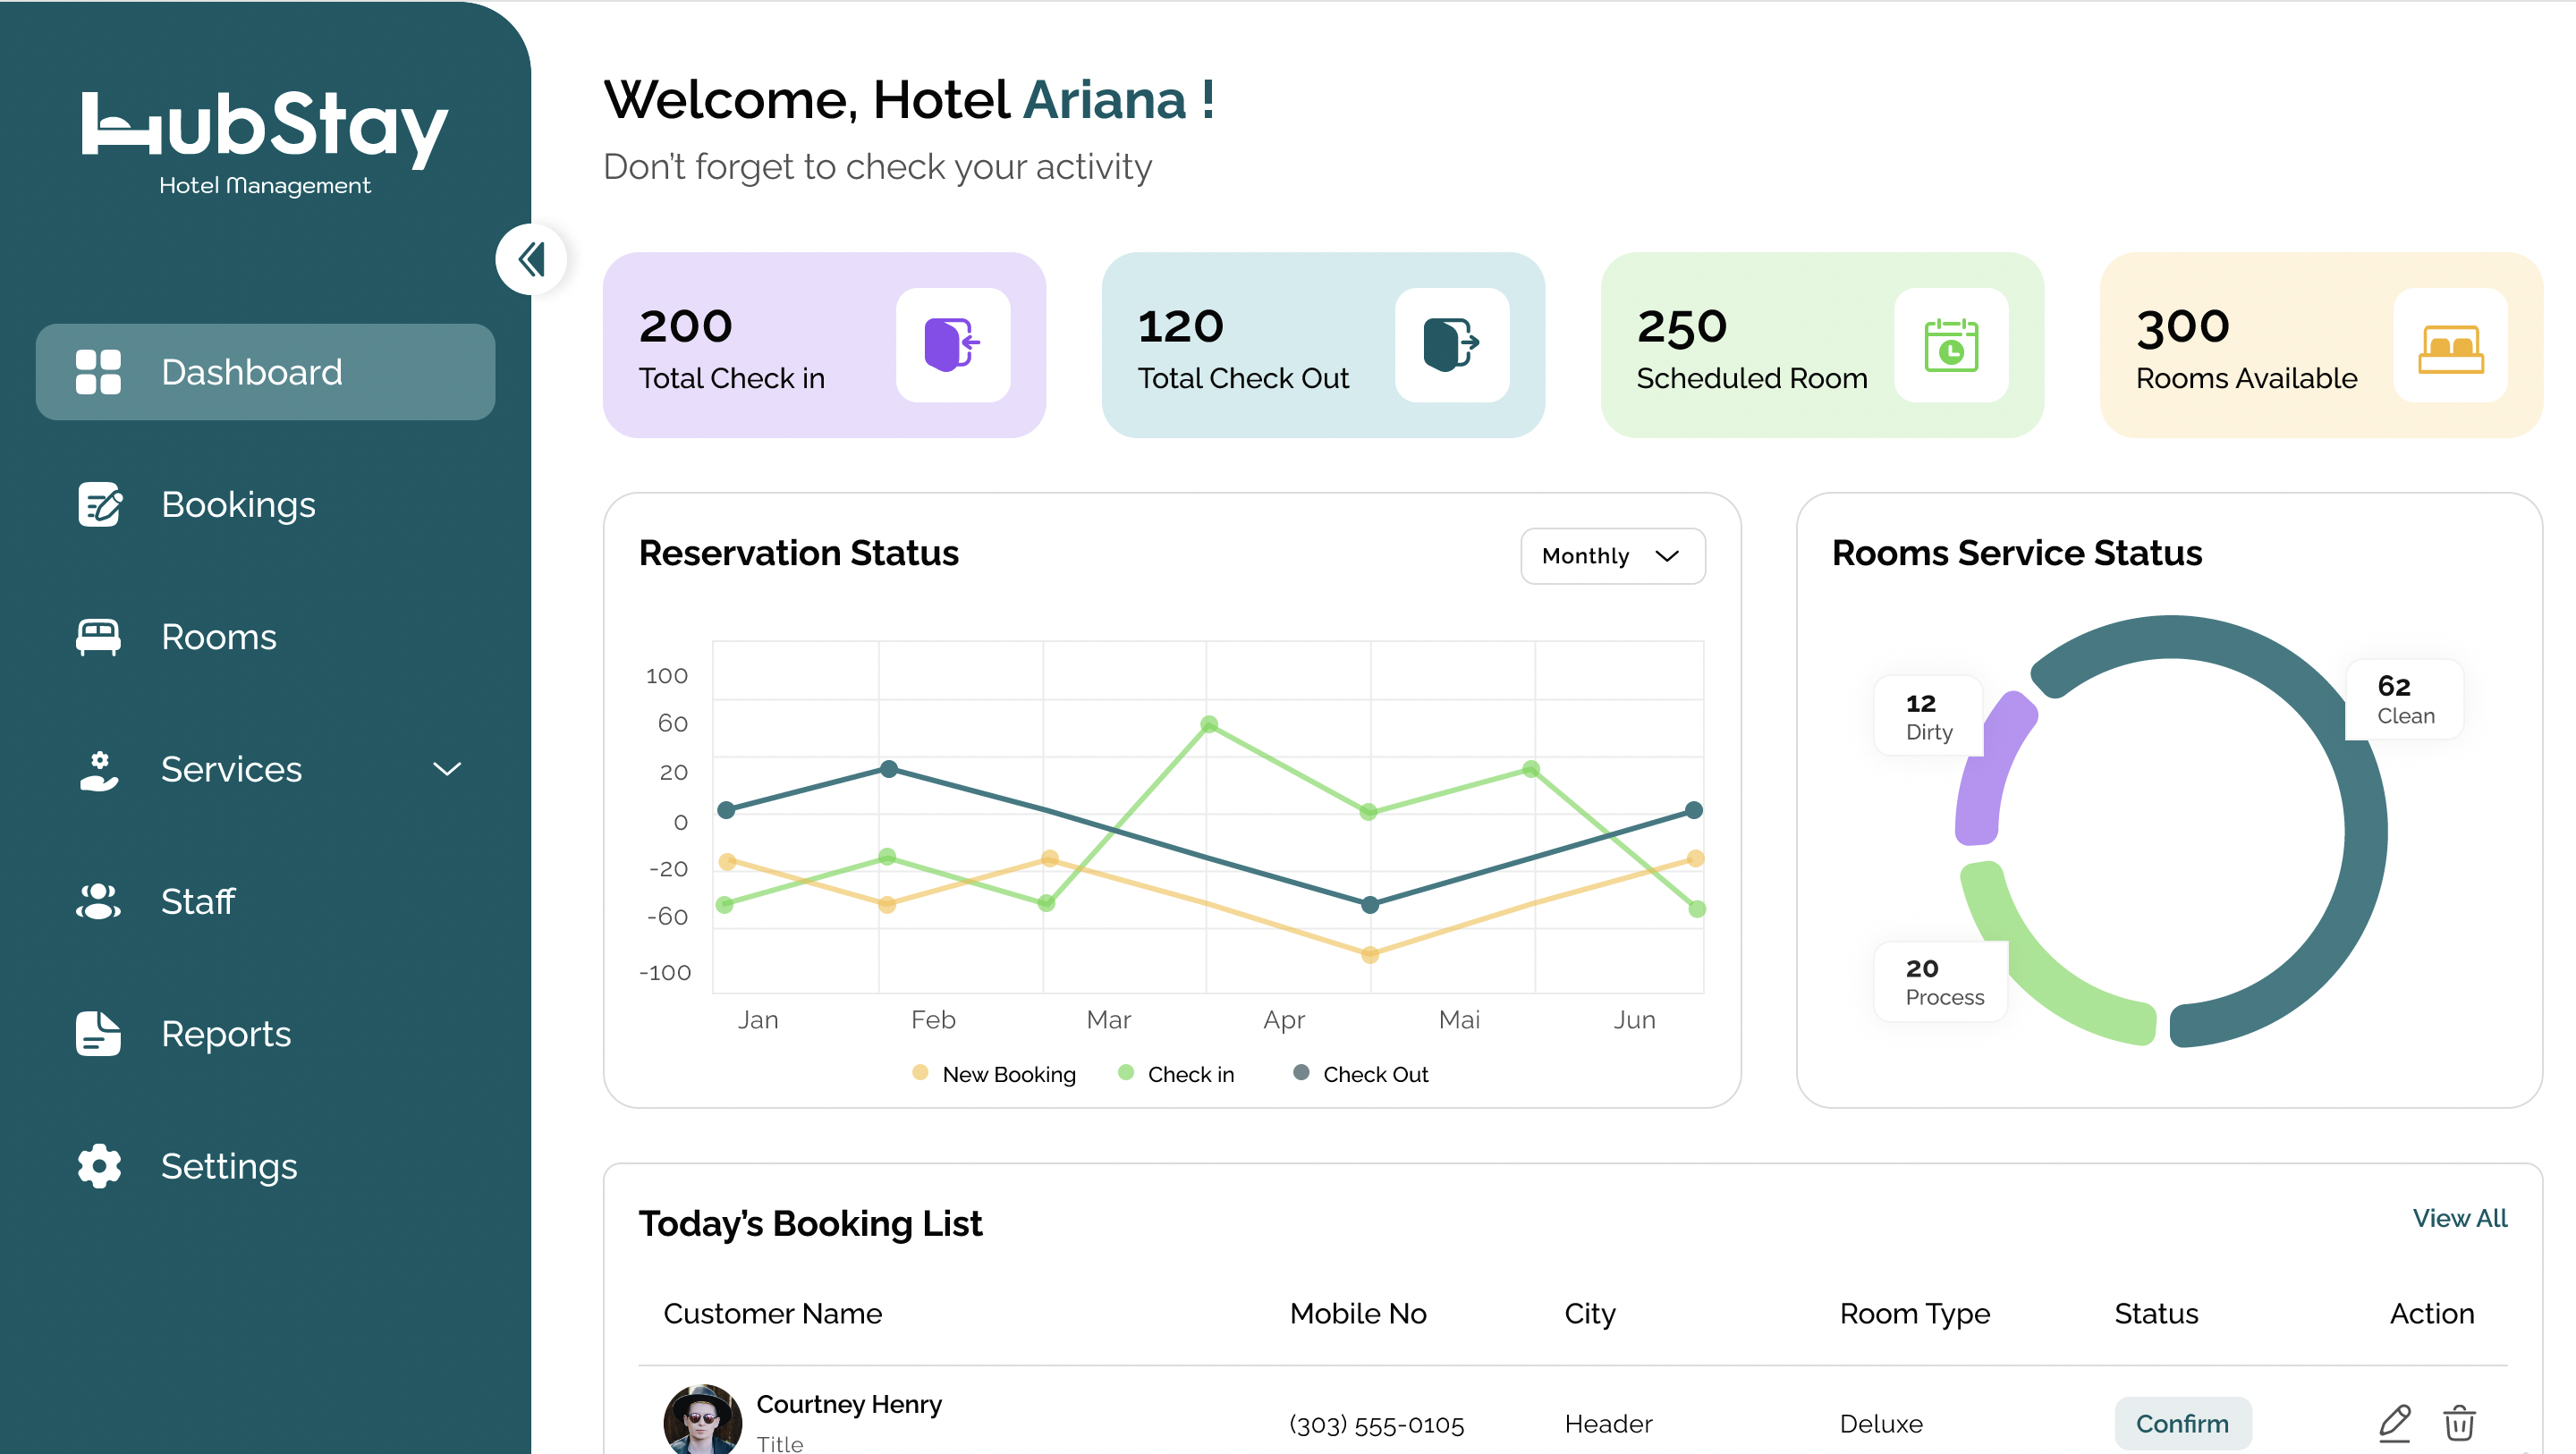 HubStay
Hotel Management
Dashboard
Bookings
Rooms
Services
Staff
Reports
Settings
Welcome, Hotel Ariana !
Don't forget to check your activity
200
Total Check in
120
Total Check Out
250
Scheduled Room
300
Rooms Available
Reservation Status
Monthly
100
60
20
0
-20
-60
-100
Jan Feb Mar Apr Mai Jun
New Booking Check in Check Out
Rooms Service Status
62
Clean
12
Dirty
20
Process
Today’s Booking List
View All
Customer Name Mobile No City Room Type Status Action
Courtney Henry
Title
(303) 555-0105 Header Deluxe Confirm